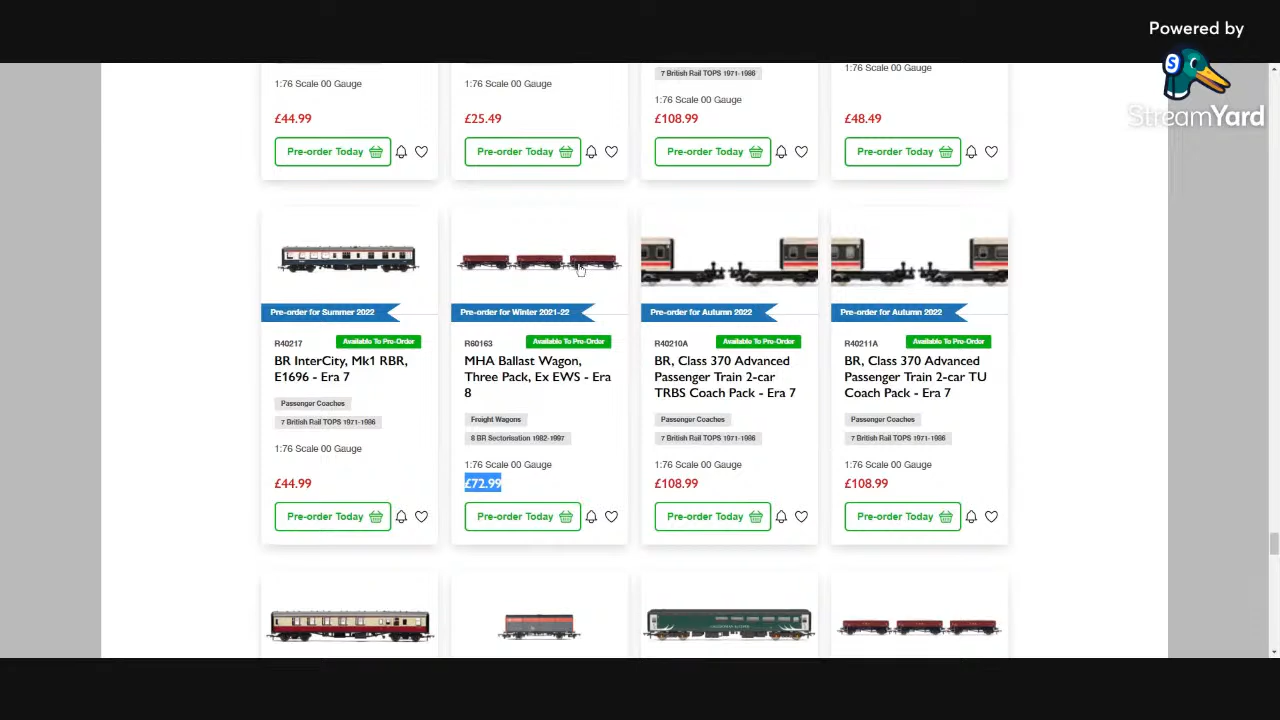 Powered by
S
StreamYard
1:76 Scale 00 Gauge
£44.99
Pre-order Today
1:76 Scale 00 Gauge
£25.49
Pre-order Today
7 British Rail TOPS 1971-1986
1:76 Scale 00 Gauge
£108.99
Pre-order Today
1:76 Scale 00 Gauge
£48.49
Pre-order Today
Pre-order for Summer 2022
R40217
Available To Pre-Order
BR InterCity, Mk1 RBR,
E1696 - Era 7
Passenger Coaches
7 British Rail TOPS 1971-1986
1:76 Scale 00 Gauge
£44.99
Pre-order Today
Pre-order for Winter 2021-22
R60163
Available To Pre-Order
MHA Ballast Wagon,
Three Pack, Ex EWS - Era
8
Freight Wagons
8 BR Sectorisation 1982-1997
1:76 Scale 00 Gauge
£72.99
Pre-order Today
Pre-order for Autumn 2022
R40210A
Available To Pre-Order
BR, Class 370 Advanced
Passenger Train 2-car
TRBS Coach Pack - Era 7
Passenger Coaches
7 British Rail TOPS 1971-1986
1:76 Scale 00 Gauge
£108.99
Pre-order Today
Pre-order for Autumn 2022
R40211A
Available To Pre-Order
BR, Class 370 Advanced
Passenger Train 2-car TU
Coach Pack - Era 7
Passenger Coaches
7 British Rail TOPS 1971-1986
1:76 Scale 00 Gauge
£108.99
Pre-order Today